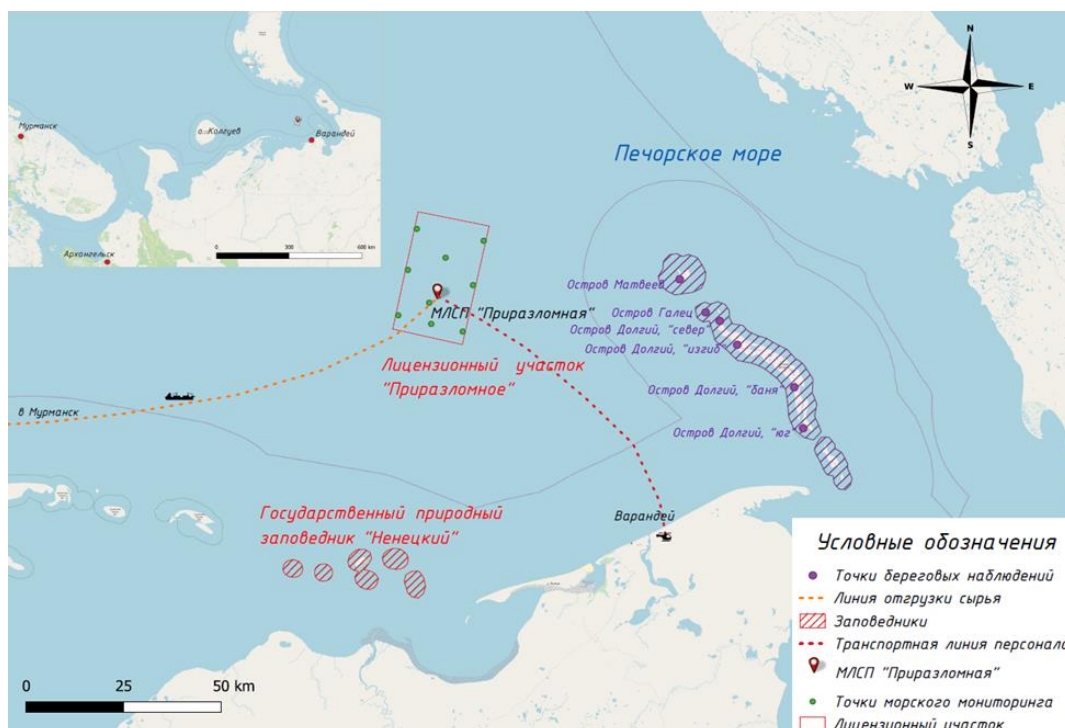 Мурманск
о. Колгуев
Варандей
Архангельск
0 300 600 km
N
W E
S
Печорское море
Остров Матвеев
Остров Галец
Остров Долгий, "север"
Остров Долгий, "изгиб"
Остров Долгий, "баня"
Остров Долгий, "юг"
МЛСП "Приразломная"
Лицензионный участок
"Приразломное"
в Мурманск
Государственный природный
заповедник "Ненецкий"
Варандей
0 25 50 km
Условные обозначения
Точки береговых наблюдений
Линия отгрузки сырья
Заповедники
Транспортная линия персонала
МЛСП "Приразломная"
Точки морского мониторинга
Лицензионный участок